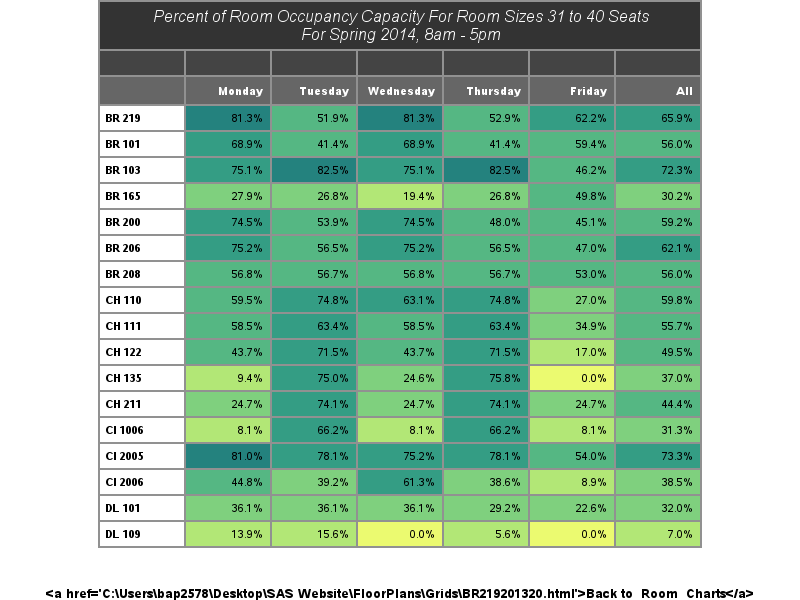 Percent of Room Occupancy Capacity For Room Sizes 31 to 40 Seats
For Spring 2014, 8am - 5pm
Monday Tuesday Wednesday Thursday Friday All
BR 219 81.3% 51.9% 81.3% 52.9% 62.2% 65.9%
BR 101 68.9% 41.4% 68.9% 41.4% 59.4% 56.0%
BR 103 75.1% 82.5% 75.1% 82.5% 46.2% 72.3%
BR 165 27.9% 26.8% 19.4% 26.8% 49.8% 30.2%
BR 200 74.5% 53.9% 74.5% 48.0% 45.1% 59.2%
BR 206 75.2% 56.5% 75.2% 56.5% 47.0% 62.1%
BR 208 56.8% 56.7% 56.8% 56.7% 53.0% 56.0%
CH 110 59.5% 74.8% 63.1% 74.8% 27.0% 59.8%
CH 111 58.5% 63.4% 58.5% 63.4% 34.9% 55.7%
CH 122 43.7% 71.5% 43.7% 71.5% 17.0% 49.5%
CH 135 9.4% 75.0% 24.6% 75.8% 0.0% 37.0%
CH 211 24.7% 74.1% 24.7% 74.1% 24.7% 44.4%
CI 1006 8.1% 66.2% 8.1% 66.2% 8.1% 31.3%
CI 2005 81.0% 78.1% 75.2% 78.1% 54.0% 73.3%
CI 2006 44.8% 39.2% 61.3% 38.6% 8.9% 38.5%
DL 101 36.1% 36.1% 36.1% 29.2% 22.6% 32.0%
DL 109 13.9% 15.6% 0.0% 5.6% 0.0% 7.0%
<a href='C:\Users\bap2578\Desktop\SAS Website\FloorPlans\Grids\BR219201320.html'>Back to Room Charts</a>